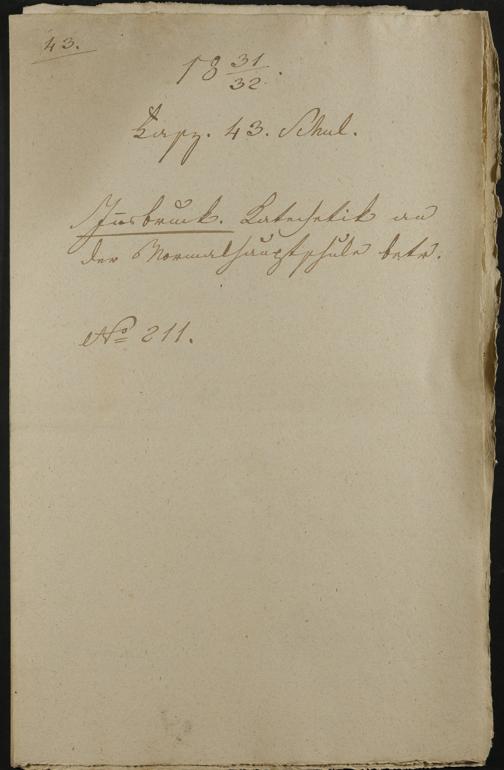 43.
18 31/32.
Fasz. 43. Schul.
Innsbruck. Katechetik an
der Normalhauptschule betr.
No 211.